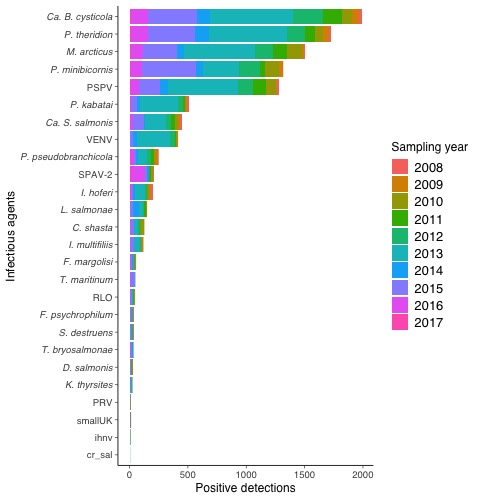 Infectious agents
Ca. B. cysticola
P. theridion
M. arcticus
P. minibicornis
PSPV
P. kabatai
Ca. S. salmonis
VENV
P. pseudobranchicola
SPAV-2
I. hoferi
L. salmonae
C. shasta
I. multifiliis
F. margolisi
T. maritinum
RLO
F. psychrophilum
S. destruens
T. bryosalmonae
D. salmonis
K. thyrsites
PRV
smallUK
ihnv
cr_sal
0 500 1000 1500 2000
Positive detections
Sampling year
2008
2009
2010
2011
2012
2013
2014
2015
2016
2017